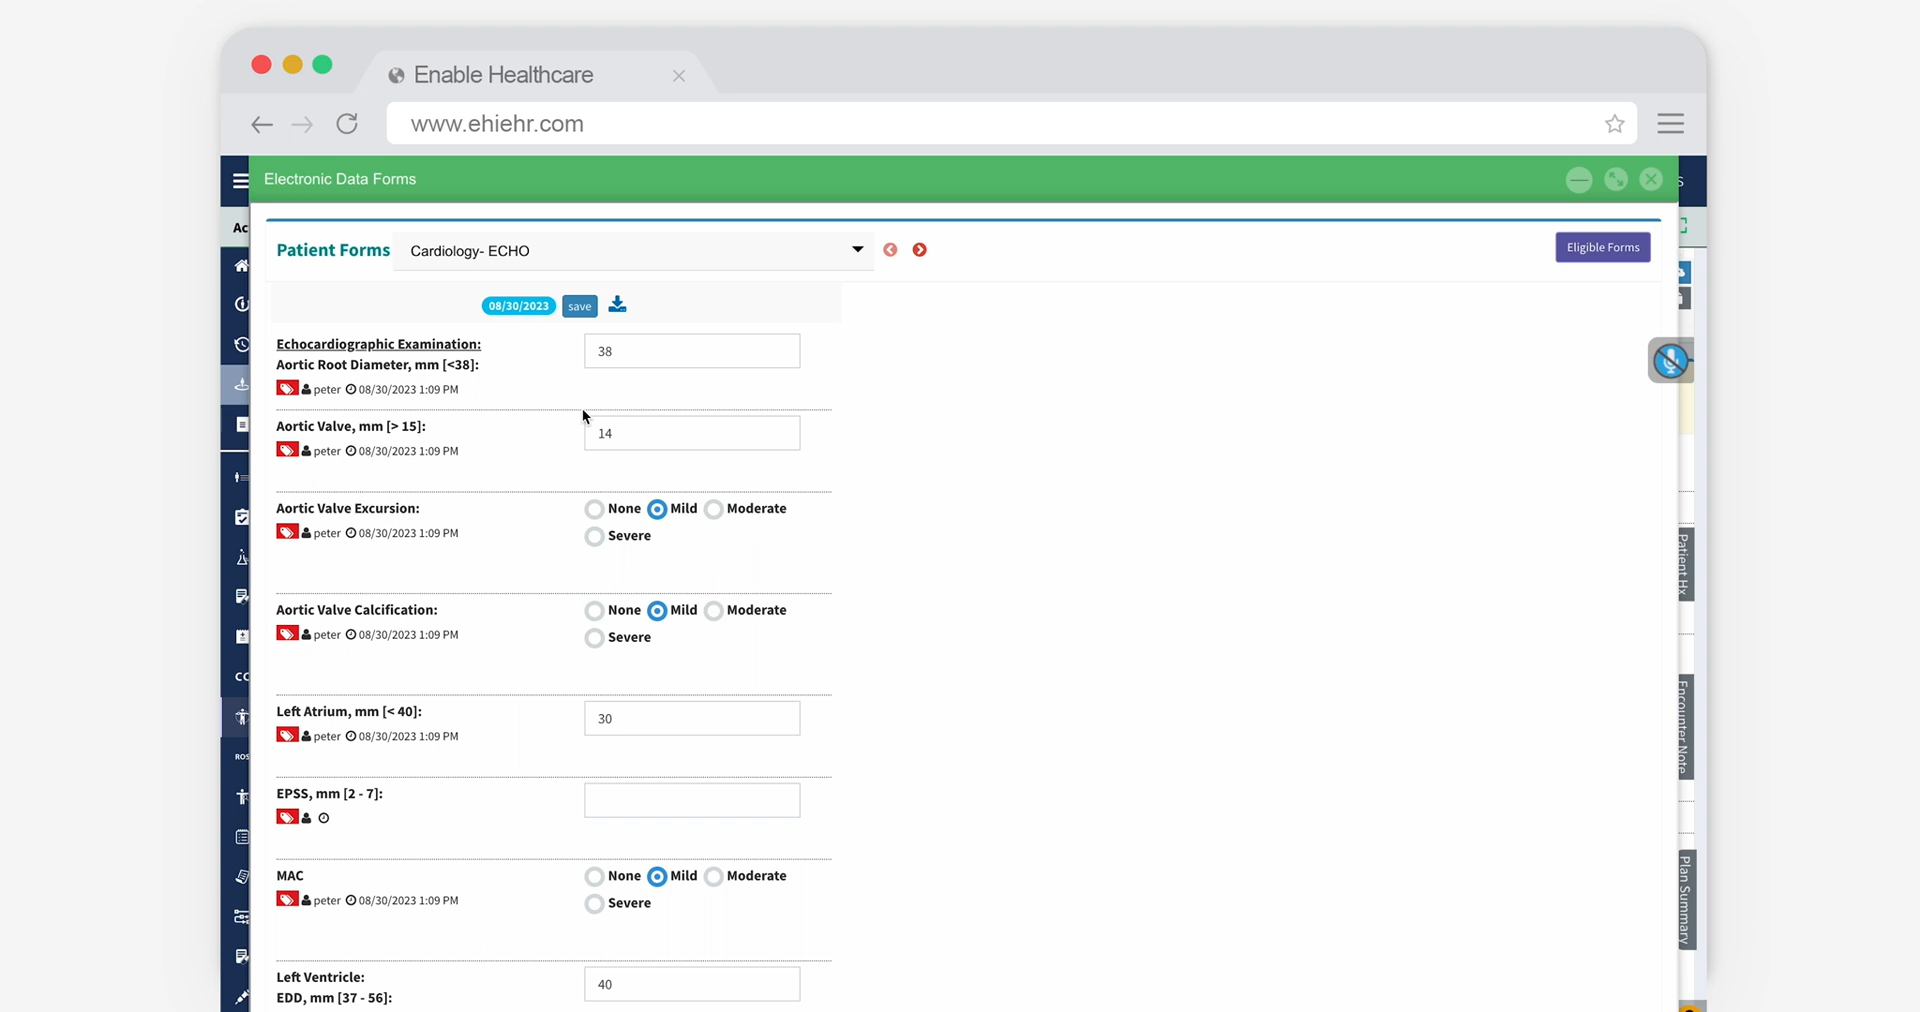 Enable Healthcare
www.ehiehr.com
Electronic Data Forms
S
Ac
Patient Forms
Cardiology- ECHO
Eligible Forms
08/30/2023 save
Echocardiographic Examination:
Aortic Root Diameter, mm [<38]:
38
peter 08/30/2023 1:09 PM
Aortic Valve, mm [> 15]:
14
peter 08/30/2023 1:09 PM
Aortic Valve Excursion:
None Mild Moderate
Severe
peter 08/30/2023 1:09 PM
Aortic Valve Calcification:
None Mild Moderate
Severe
peter 08/30/2023 1:09 PM
Left Atrium, mm [< 40]:
30
peter 08/30/2023 1:09 PM
EPSS, mm [2 - 7]:
MAC
None Mild Moderate
Severe
peter 08/30/2023 1:09 PM
Left Ventricle:
EDD, mm [37 - 56]:
40
CC
ROS
Patient Hx
Encounter Note
Plan Summary